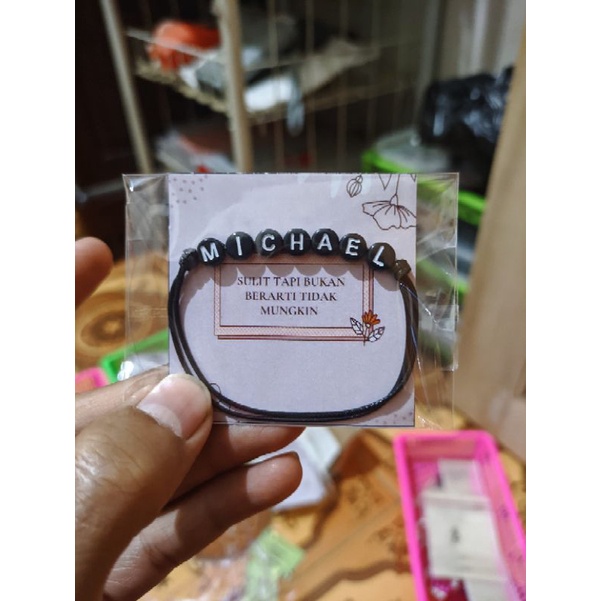 MICHAEL
SULIT TAPI BUKAN
BERARTI TIDAK
MUNGKIN